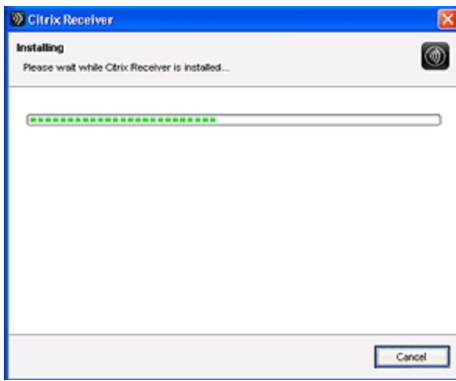 Citrix Receiver
Installing
Please wait while Citrix Receiver is installed...
Cancel